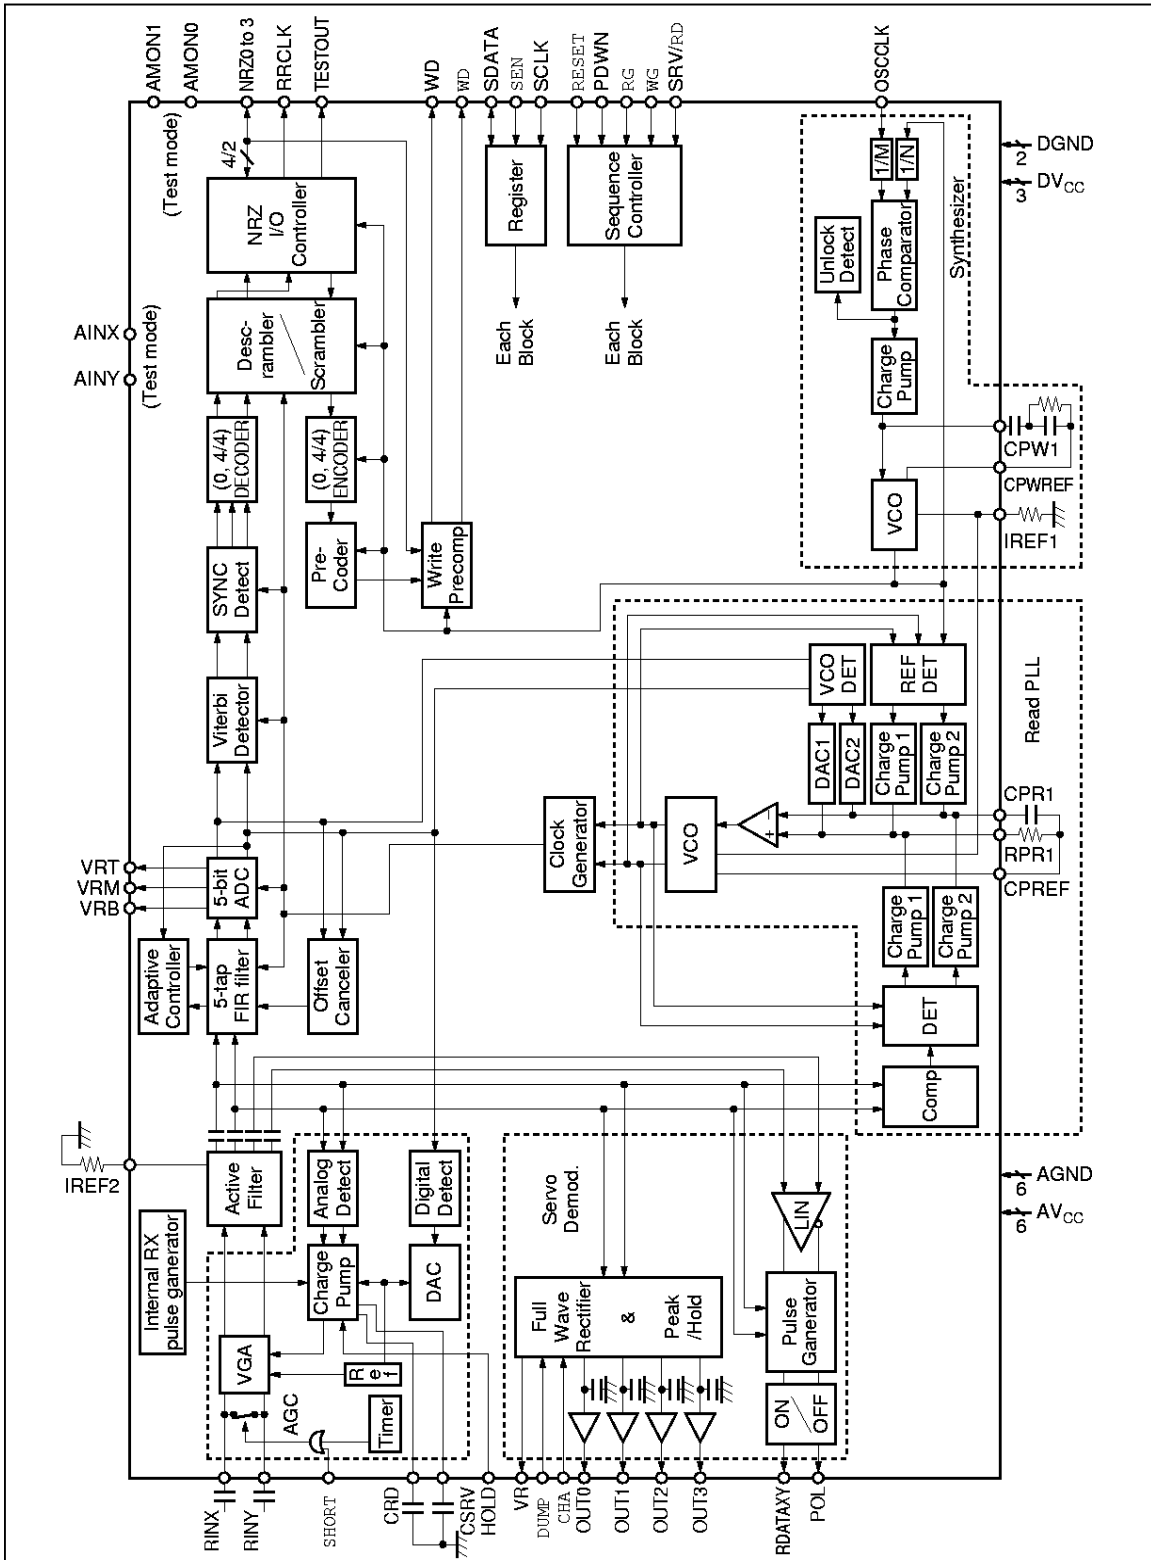 AMON1
AMON0
NRZ0 to 3
RRCLK
TESTOUT
WD
WD
SDATA
SEN
SCLK
RESET
PDWN
RG
WG
SRV/RD
OSCCLK
(Test mode)
4/2
NRZ
I/O
Controller
Register
Sequence
Controller
1/M
1/N
Phase
Comparator
Unlock
Detect
Synthesizer
DGND
2
DVCC
3
AINX
AINY
(Test mode)
Desc-
rambler
Scrambler
Each
Block
Each
Block
Charge
Pump
(0, 4/4)
DECODER
(0, 4/4)
ENCODER
CPW1
CPWREF
VCO
IREF1
SYNC
Detect
Pre-
Coder
Write
Precomp
Viterbi
Detector
VCO
DET
REF
DET
Read PLL
DAC1
DAC2
Charge
Pump 1
Charge
Pump 2
Clock
Generator
VCO
+
−
CPR1
RPR1
CPREF
VRT
VRM
VRB
5-bit
ADC
Adaptive
Controller
5-tap
FIR filter
Offset
Canceler
Charge
Pump 1
Charge
Pump 2
DET
Comp
IREF2
Active
Filter
Analog
Detect
Digital
Detect
Servo
Demod.
LIN
AGND
6
AVCC
6
Internal RX
pulse ganerator
Charge
Pump
DAC
Full
Wave
Rectifier
&
Peak
/Hold
Pulse
Ganerator
VGA
Ref
AGC
Timer
ON
OFF
RINX
RINY
SHORT
CRD
CSRV
HOLD
VR
DUMP
CHA
OUT0
OUT1
OUT2
OUT3
RDATAXY
POL